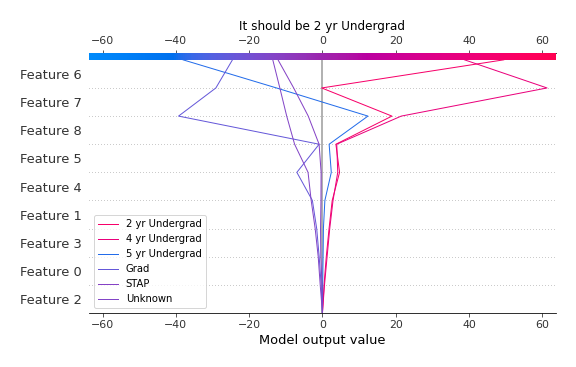 It should be 2 yr Undergrad
−60 −40 −20 0 20 40 60
Feature 6
Feature 7
Feature 8
Feature 5
Feature 4
Feature 1
Feature 3
Feature 0
Feature 2
2 yr Undergrad
4 yr Undergrad
5 yr Undergrad
Grad
STAP
Unknown
−60 −40 −20 0 20 40 60
Model output value